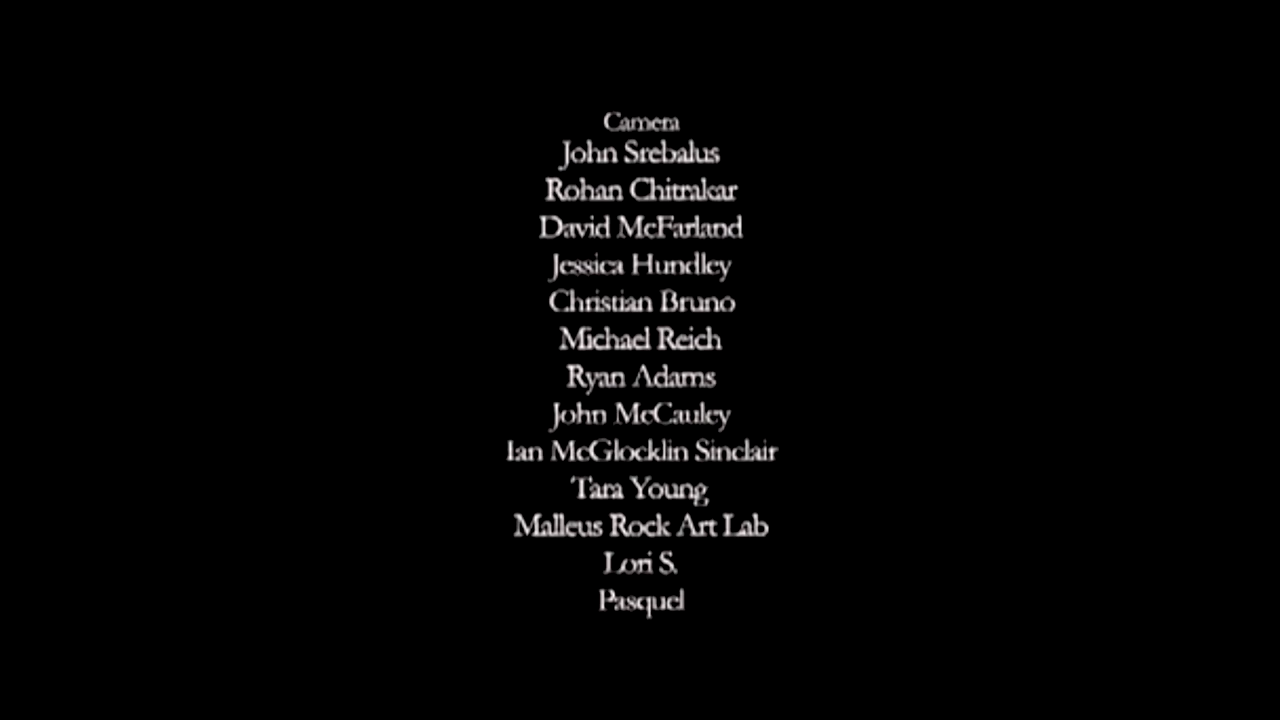 Camera
John Srebalus
Rohan Chitrakar
David McFarland
Jessica Hundley
Christian Bruno
Michael Reich
Ryan Adams
John McCauley
Ian McGlocklin Sinclair
Tara Young
Malleus Rock Art Lab
Lori S.
Pasquel